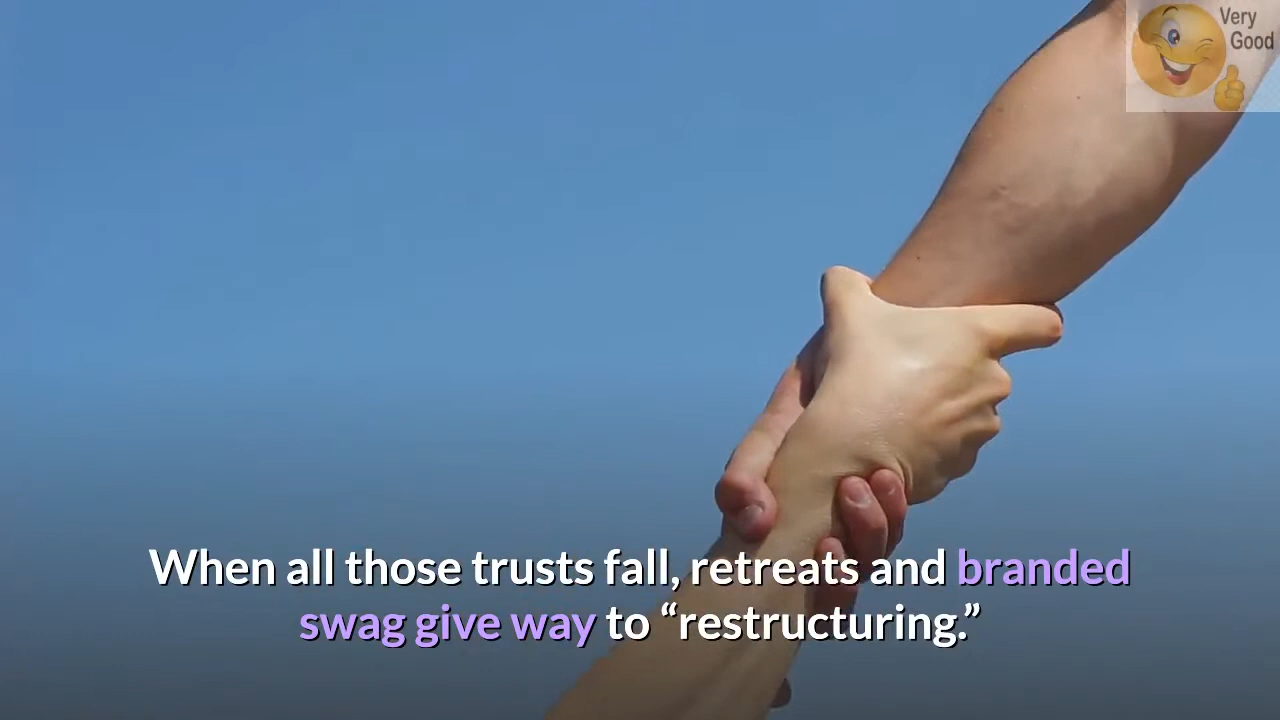 Very
Good
When all those trusts fall, retreats and branded
swag give way to “restructuring.”